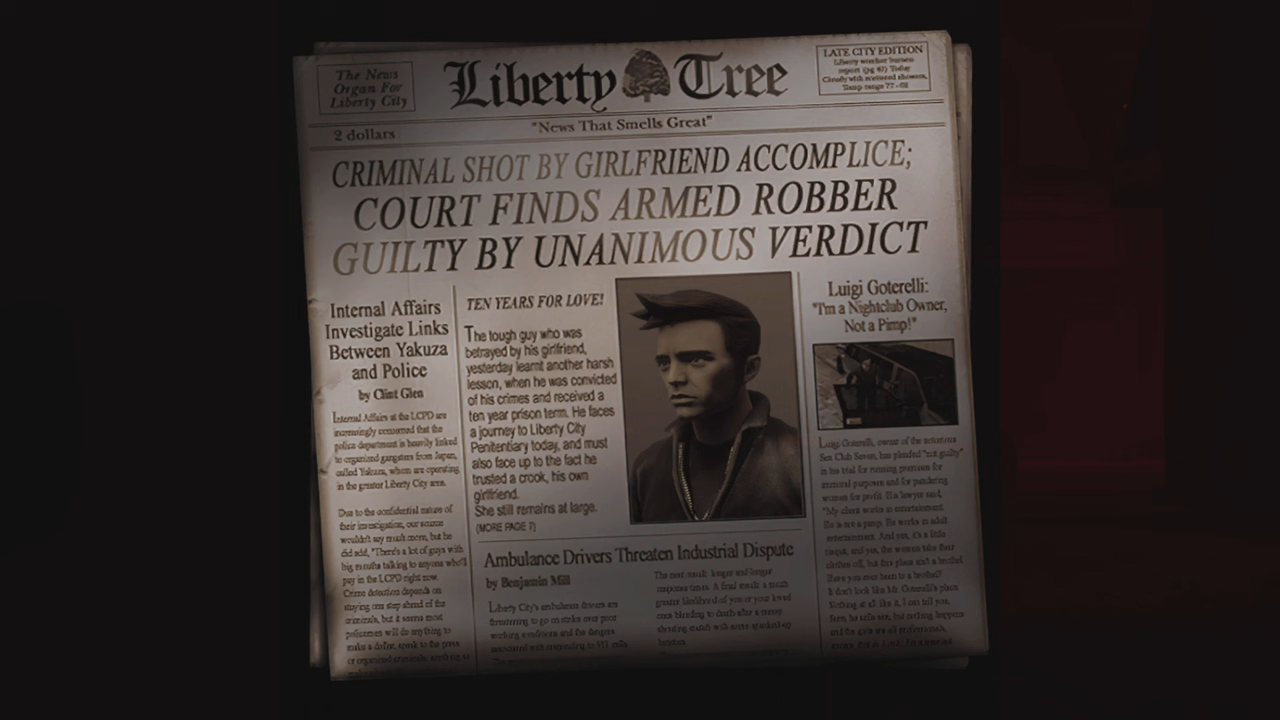 The News
Organ For
Liberty City
Liberty Tree
LATE CITY EDITION
Liberty weather bureau
report (pg 47) Today
Cloudy with scattered showers,
Temp range 77
2 dollars
"News That Smells Great"
CRIMINAL SHOT BY GIRLFRIEND ACCOMPLICE;
COURT FINDS ARMED ROBBER
GUILTY BY UNANIMOUS VERDICT
Internal Affairs
Investigate Links
Between Yakuza
and Police
by Clint Glen
Internal Affairs at the LCPD are
increasingly concerned that the
police department is heavily linked
to organized gangsters from Japan,
called Yakuza, whom are operating
in the greater Liberty City area.
Due to the confidential nature of
their investigation, our source
wouldn't say much more, but he
did add, "There's a lot of guys with
big mouths talking to anyone who'll
pay in the LCPD right now.
Crime detection depends on
staying one step ahead of the
criminals, but it seems most
policemen will do anything to
make a dollar, speak to the press
or organized criminals, anything so
TEN YEARS FOR LOVE!
The tough guy who was
betrayed by his girlfriend,
yesterday learnt another harsh
lesson, when he was convicted
of his crimes and received a
ten year prison term. He faces
a journey to Liberty City
Penitentiary today, and must
also face up to the fact he
trusted a crook, his own
girlfriend.
She still remains at large.
(MORE PAGE 7)
Ambulance Drivers Threaten Industrial Dispute
by Benjamin Mill
Liberty City's ambulance drivers are
threatening to go on strike over poor
working conditions and the dangers
associated with responding to 911 calls
The next result: longer and longer
response times. A final result: a much
greater likelihood of you or your loved
ones bleeding to death after a messy
shooting match with some cracked-up
lunatics.
Luigi Goterelli:
"I'm a Nightclub Owner,
Not a Pimp!"
Luigi Goterelli, owner of the notorious
Sex Club Seven, has pleaded "not guilty"
in his trial for running premises for
immoral purposes and for pandering
women for profit. His lawyer said,
"My client works in entertainment.
He is not a pimp. He works in adult
entertainment. And yes, it's a little
risqué, and yes, the women take their
clothes off, but this place isn't a brothel.
Have you ever been to a brothel?
It don't look like Mr. Goterelli's place.
Nothing at all like it, I can tell you.
Form, he sells sex, but nothing happens
and the girls are all professionals.